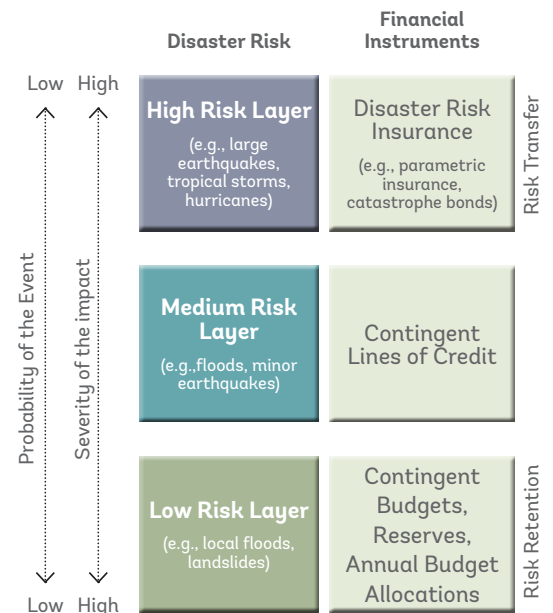 Disaster Risk
Financial
Instruments
Low High
High Risk Layer
(e.g., large
earthquakes,
tropical storms,
hurricanes)
Disaster Risk
Insurance
(e.g., parametric
insurance,
catastrophe bonds)
Risk Transfer
Probability of the Event
Severity of the impact
Medium Risk
Layer
(e.g.,floods, minor
earthquakes)
Contingent
Lines of Credit
Low Risk Layer
(e.g., local floods,
landslides)
Contingent
Budgets,
Reserves,
Annual Budget
Allocations
Risk Retention
Low High